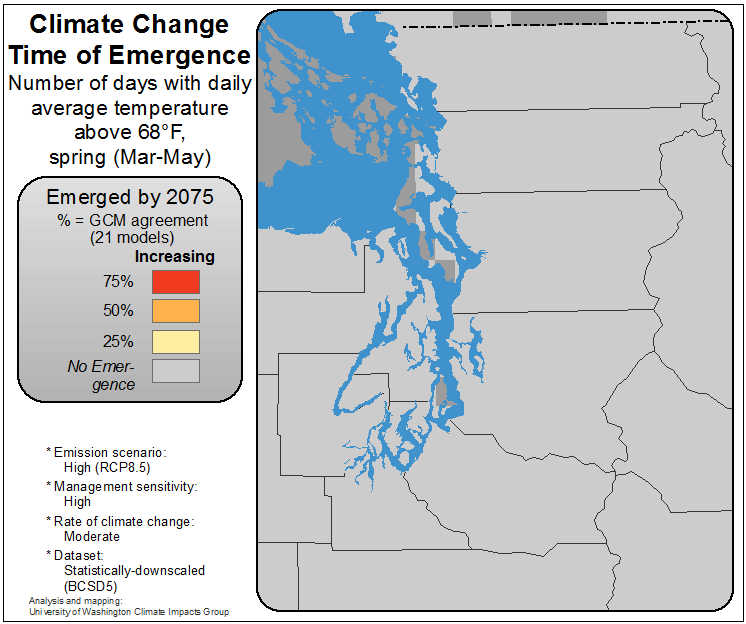 Climate Change
Time of Emergence
Number of days with daily
average temperature
above 68°F,
spring (Mar-May)
Emerged by 2075
% = GCM agreement
(21 models)
Increasing
75%
50%
25%
No Emer-
gence
* Emission scenario:
High (RCP8.5)
* Management sensitivity:
High
* Rate of climate change:
Moderate
* Dataset:
Statistically-downscaled
(BCSD5)
Analysis and mapping:
University of Washington Climate Impacts Group